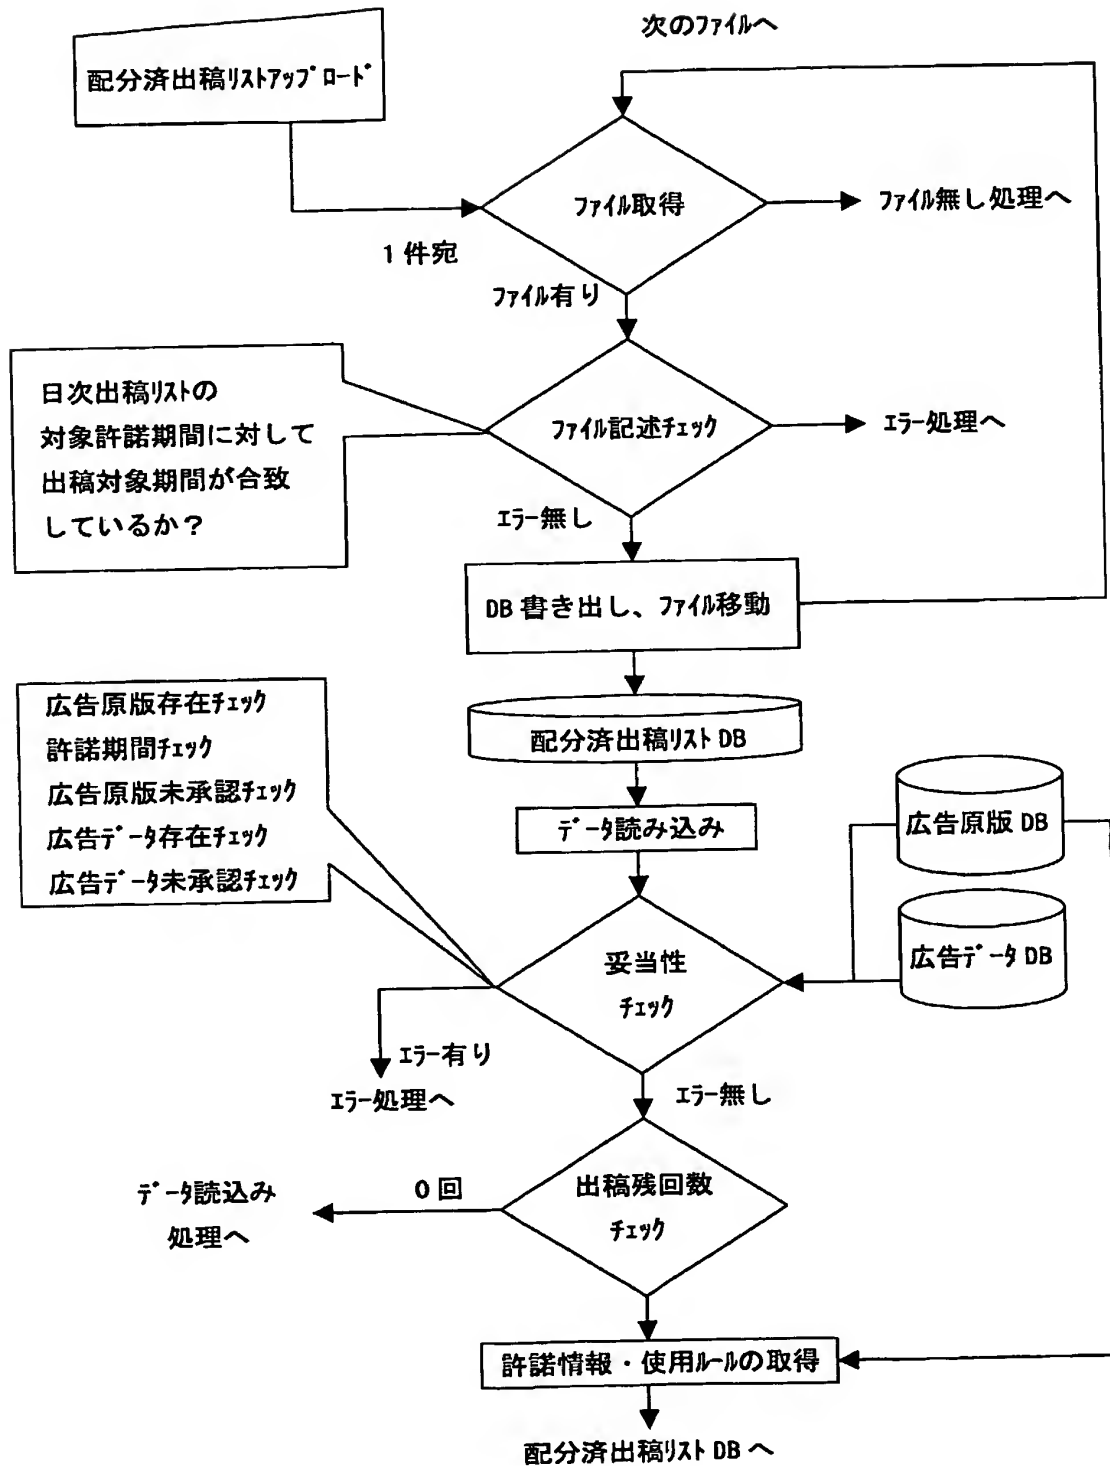 次のファイルへ
配分済出稿リストアップロード
ファイル取得
ファイル無し処理へ
1件宛
ファイル有り
日次出稿リストの
対象許諾期間に対して
出稿対象期間が合致
しているか?
ファイル記述チェック
エラー処理へ
エラー無し
DB書き出し、ファイル移動
広告原版存在チェック
許諾期間チェック
広告原版未承認チェック
広告データ存在チェック
広告データ未承認チェック
配分済出稿リストDB
データ読み込み
広告原版DB
広告データDB
妥当性
チェック
エラー有り
エラー処理へ
エラー無し
データ読込み
処理へ
0回
出稿残回数
チェック
許諾情報・使用ルールの取得
配分済出稿リストDBへ